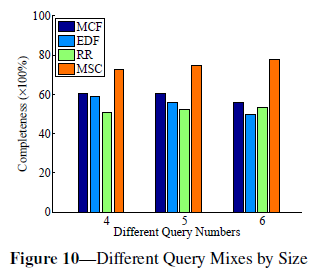 100
80
60
40
20
0
Completeness (×100%)
MCF
EDF
RR
MSC
4 5 6
Different Query Numbers
Figure 10—Different Query Mixes by Size